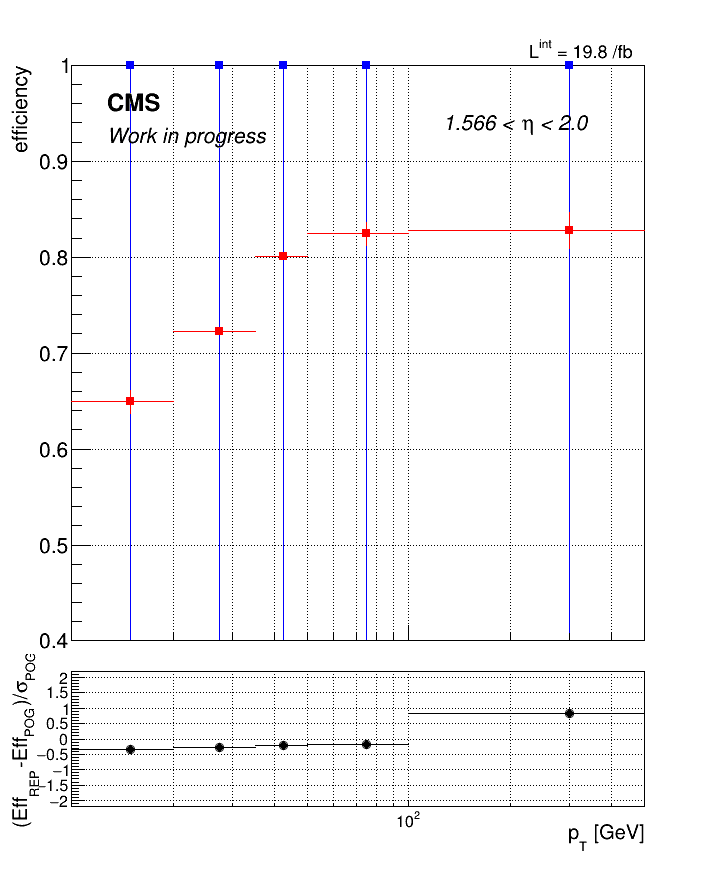 L^int = 19.8 /fb
efficiency
CMS
Work in progress
1.566 < η < 2.0
1
0.9
0.8
0.7
0.6
0.5
0.4
(Eff_REP -Eff_POG)/σ_POG
2
1.5
1
0.5
0
−0.5
−1
−1.5
−2
10²
p_T [GeV]